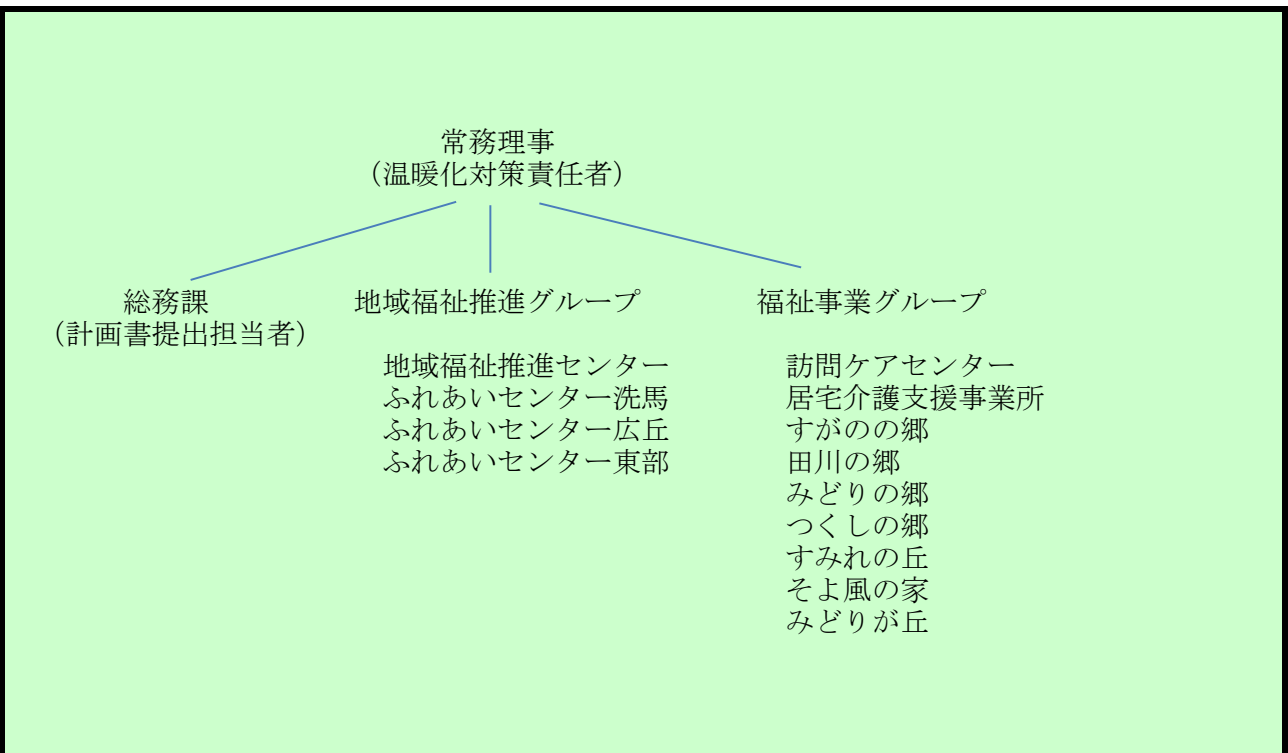 常務理事
（温暖化対策責任者）
総務課
（計画書提出担当者）
地域福祉推進グループ
地域福祉推進センター
ふれあいセンター洗馬
ふれあいセンター広丘
ふれあいセンター東部
福祉事業グループ
訪問ケアセンター
居宅介護支援事業所
すがのの郷
田川の郷
みどりの郷
つくしの郷
すみれの丘
そよ風の家
みどりが丘